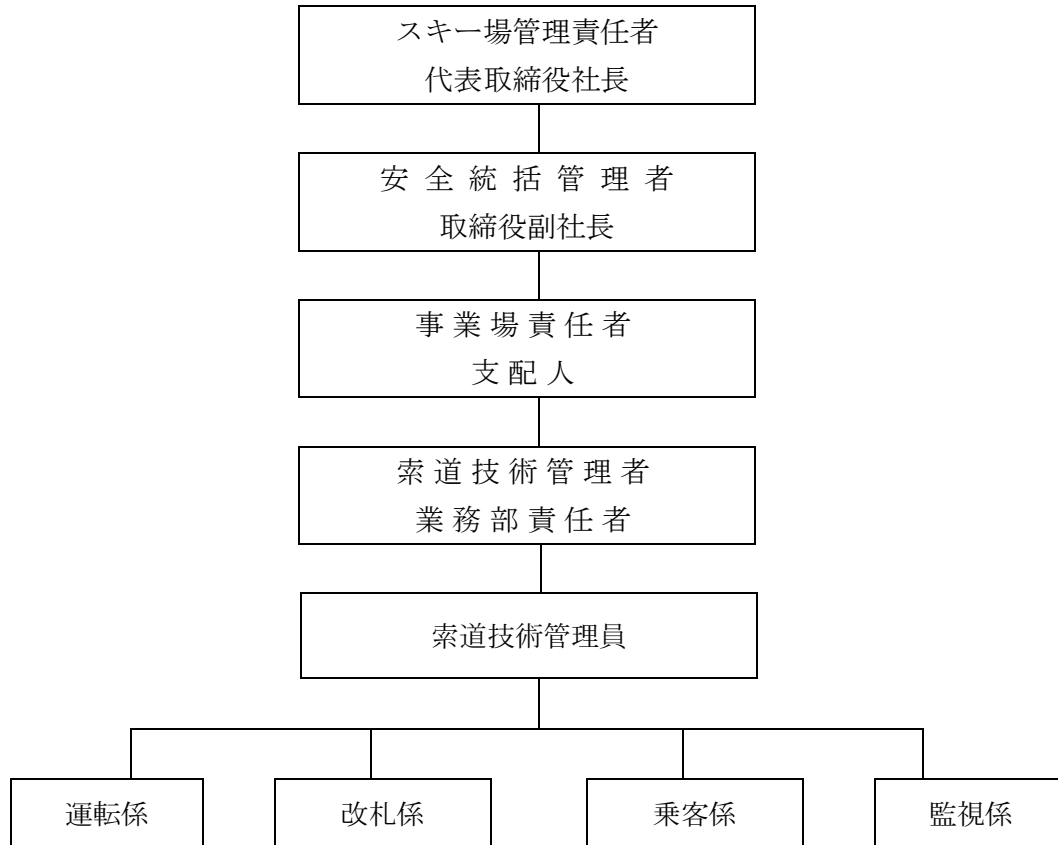 スキー場管理責任者
代表取締役社長
安全統括管理者
取締役副社長
事業場責任者
支配人
索道技術管理者
業務部責任者
索道技術管理員
運転係
改札係
乗客係
監視係